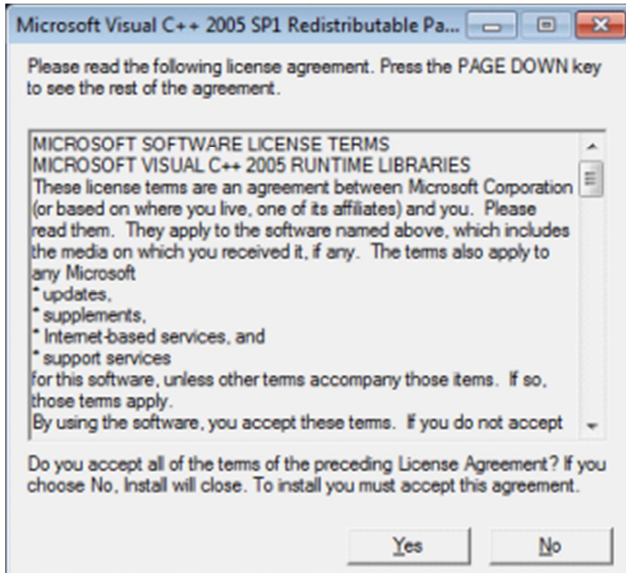 Microsoft Visual C++ 2005 SP1 Redistributable Pa...
Please read the following license agreement. Press the PAGE DOWN key
to see the rest of the agreement.
MICROSOFT SOFTWARE LICENSE TERMS
MICROSOFT VISUAL C++ 2005 RUNTIME LIBRARIES
These license terms are an agreement between Microsoft Corporation
(or based on where you live, one of its affiliates) and you. Please
read them. They apply to the software named above, which includes
the media on which you received it, if any. The terms also apply to
any Microsoft
* updates,
* supplements,
* Internet-based services, and
* support services
for this software, unless other terms accompany those items. If so,
those terms apply.
By using the software, you accept these terms. If you do not accept
Do you accept all of the terms of the preceding License Agreement? If you
choose No, Install will close. To install you must accept this agreement.
Yes
No